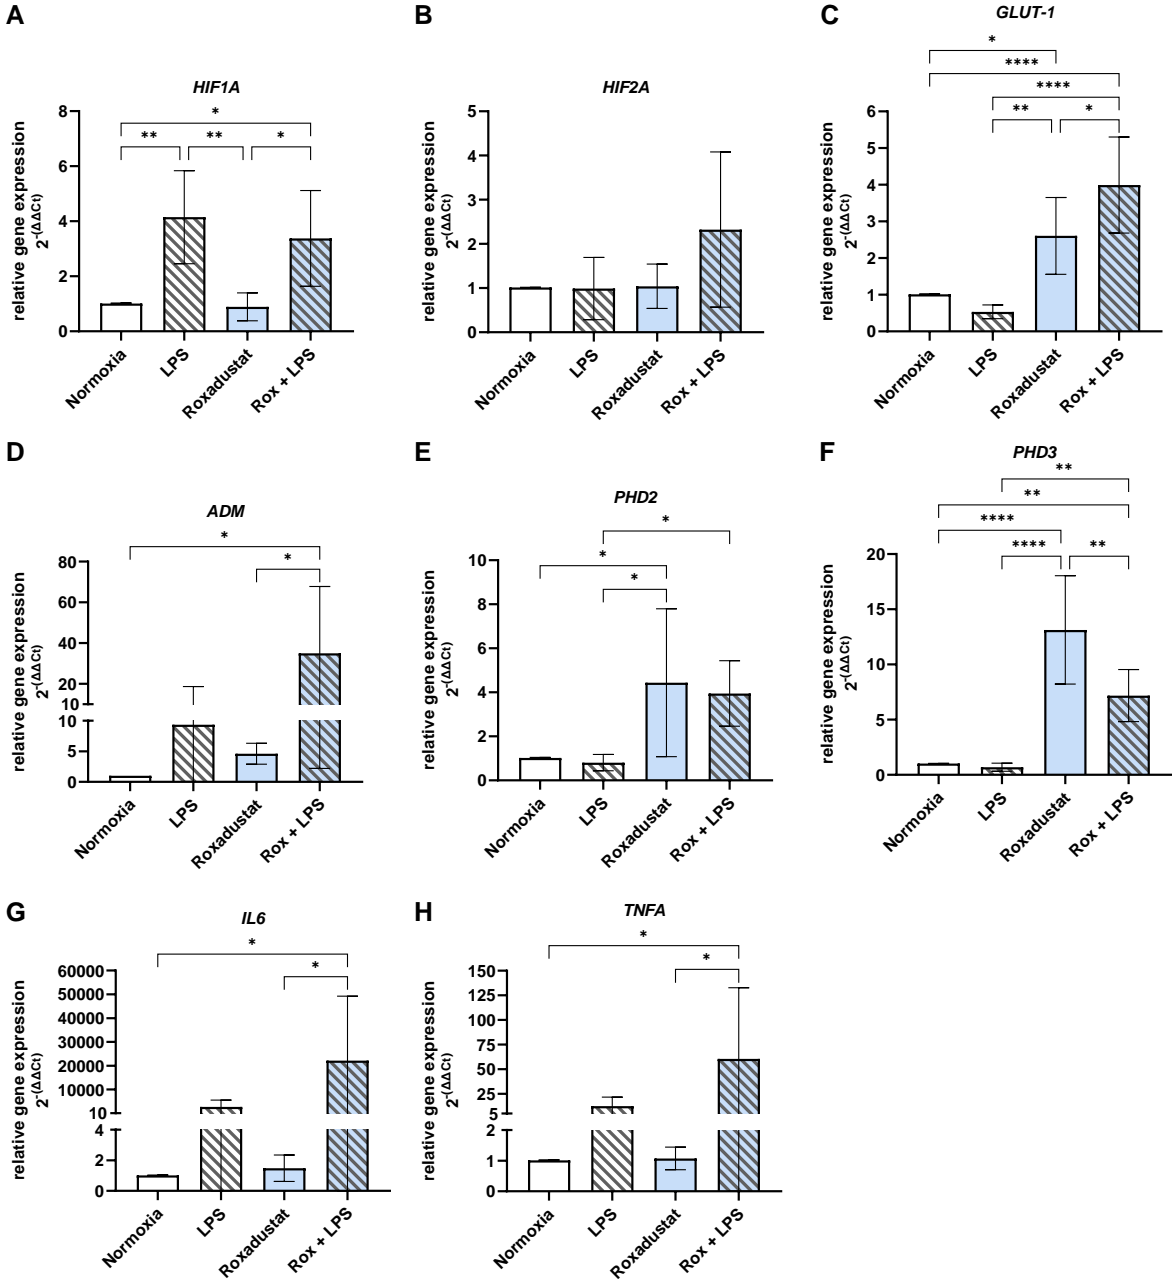 A
HIF1A
relative gene expression
2-(ΔΔCt)
8
6
4
2
0
*
** ** *
Normoxia
LPS
Roxadustat
Rox + LPS
B
HIF2A
relative gene expression
2-(ΔΔCt)
5
4
3
2
1
0
Normoxia
LPS
Roxadustat
Rox + LPS
C
GLUT-1
*
****
****
** *
relative gene expression
2-(ΔΔCt)
6
5
4
3
2
1
0
Normoxia
LPS
Roxadustat
Rox + LPS
D
ADM
*
*
relative gene expression
2-(ΔΔCt)
80
60
40
20
10
10
5
0
Normoxia
LPS
Roxadustat
Rox + LPS
E
PHD2
*
*
*
relative gene expression
2-(ΔΔCt)
10
8
6
4
2
0
Normoxia
LPS
Roxadustat
Rox + LPS
F
PHD3
**
**
****
**** **
relative gene expression
2-(ΔΔCt)
20
15
10
5
0
Normoxia
LPS
Roxadustat
Rox + LPS
G
IL6
*
*
relative gene expression
2-(ΔΔCt)
60000
50000
40000
30000
20000
10000
10
4
2
0
Normoxia
LPS
Roxadustat
Rox + LPS
H
TNFA
*
*
relative gene expression
2-(ΔΔCt)
150
125
100
75
50
25
5
2
1
0
Normoxia
LPS
Roxadustat
Rox + LPS